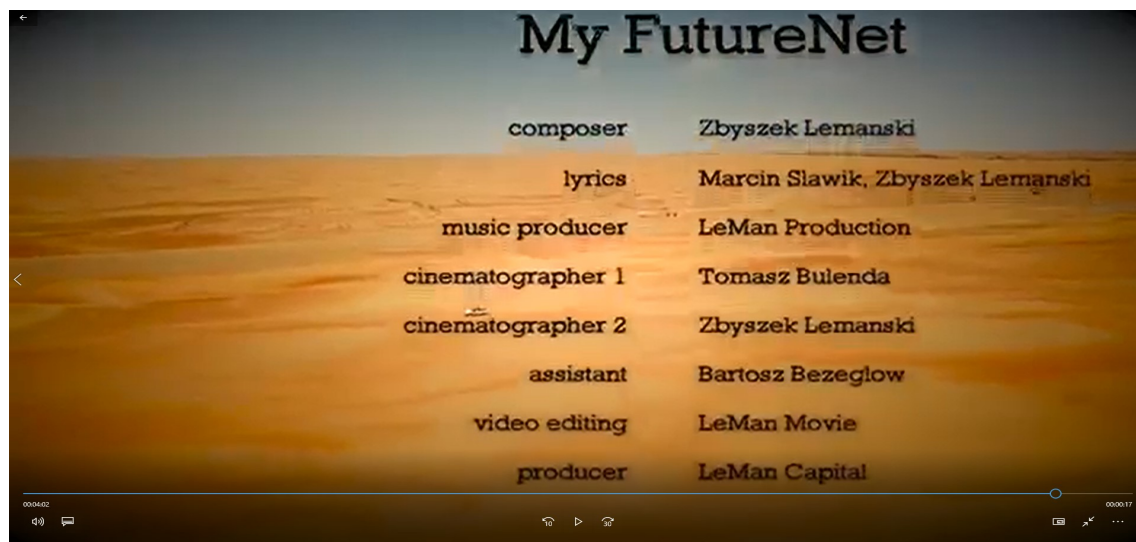 My FutureNet
composer Zbyszek Lemanski
lyrics Marcin Slawik, Zbyszek Lemanski
music producer LeMan Production
cinematographer 1 Tomasz Bulenda
cinematographer 2 Zbyszek Lemanski
assistant Bartosz Bezeglow
video editing LeMan Movie
producer LeMan Capital
00:04:02 00:00:17
10 30